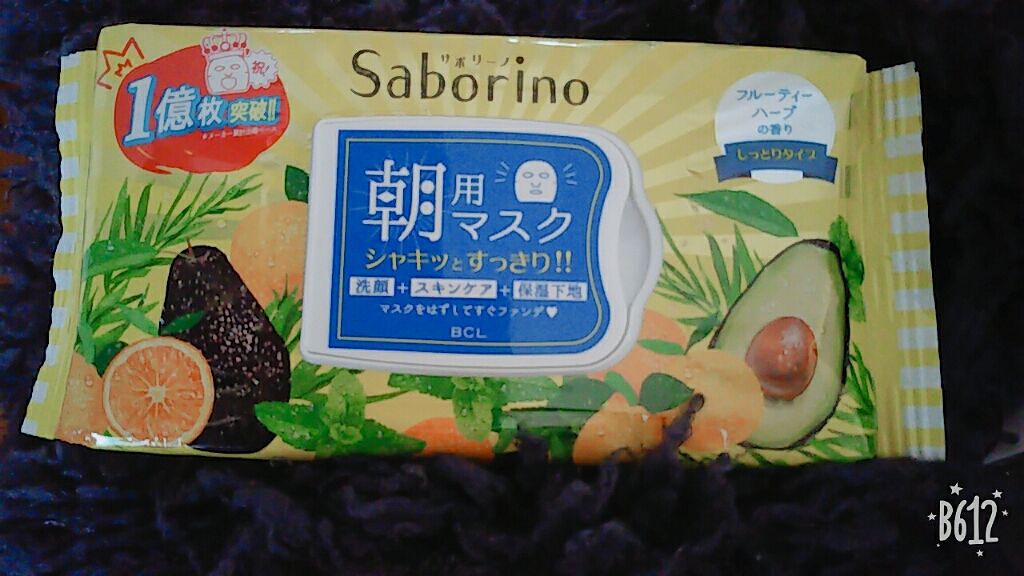 サボリーノ
Saborino
祝!
1億枚突破!!
フルーティー
ハーブ
の香り
しっとりタイプ
朝用マスク
シャキッとすっきり!!
洗顔+スキンケア+保湿下地
マスクをはずしてすぐファンデ♥
BCL
B612